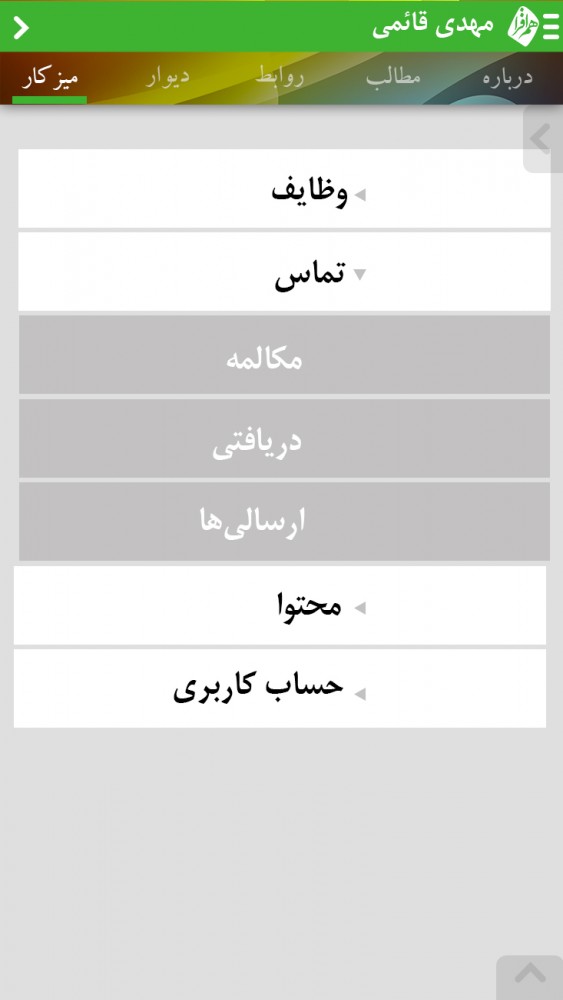 مهدی قائمی
درباره مطالب روابط دیوار میز کار
وظایف
تماس
مکالمه
دریافتی
ارسالی‌ها
محتوا
حساب کاربری